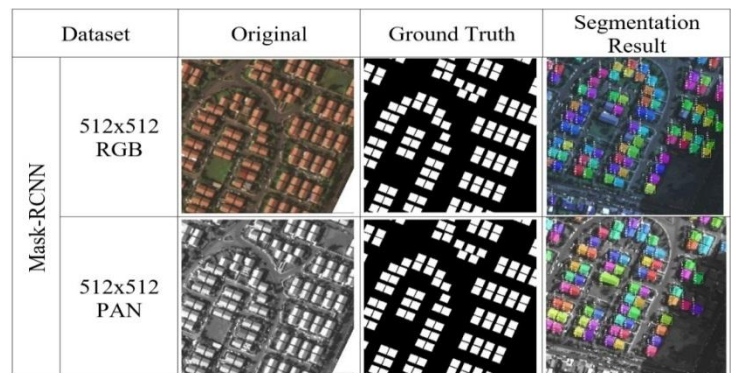 Dataset
Original
Ground Truth
Segmentation
Result
Mask-RCNN
512x512
RGB
512x512
PAN